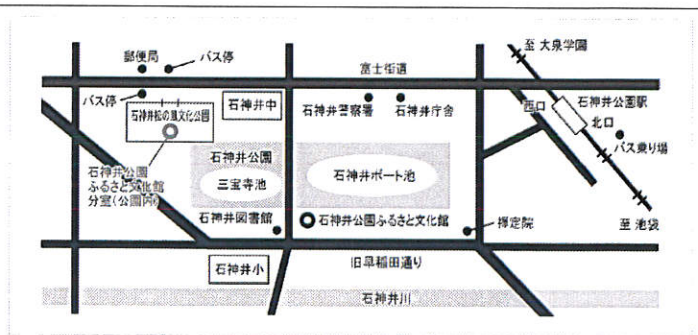 至 大泉学園
郵便局
バス停
富士街道
バス停
石神井中
石神井警察署
石神井庁舎
西口
石神井公園駅
北口
石神井松の風文化公園
バス乗り場
石神井公園
石神井ボート池
三宝寺池
石神井公園
ふるさと文化館
分室(公園内)
石神井図書館
石神井公園ふるさと文化館
禅定院
至 池袋
石神井小
旧早稲田通り
石神井川